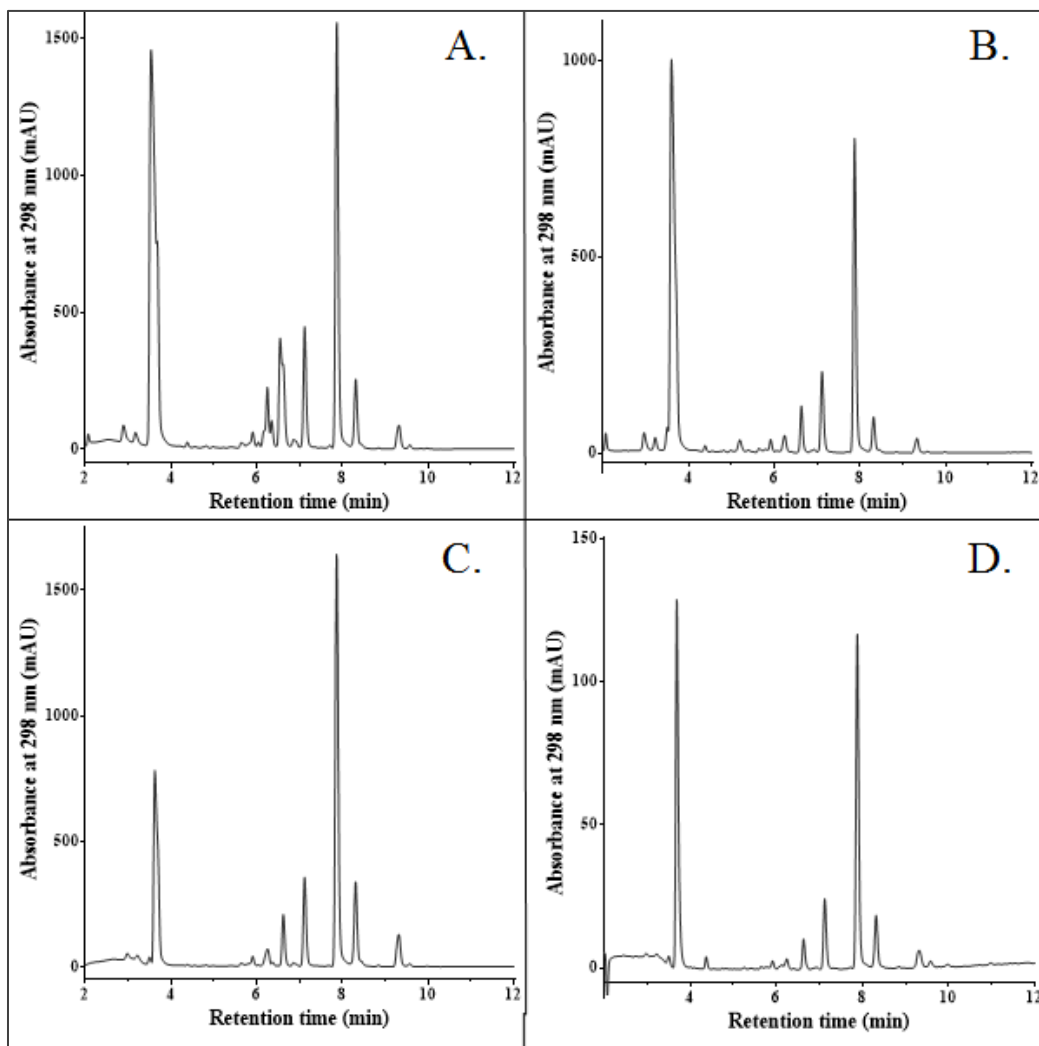 A.
Absorbance at 298 nm (mAU)
1500
1000
500
0
2 4 6 8 10 12
Retention time (min)
B.
Absorbance at 298 nm (mAU)
1000
500
0
2 4 6 8 10 12
Retention time (min)
C.
Absorbance at 298 nm (mAU)
1500
1000
500
0
2 4 6 8 10 12
Retention time (min)
D.
Absorbance at 298 nm (mAU)
150
100
50
0
4 6 8 10 12
Retention time (min)